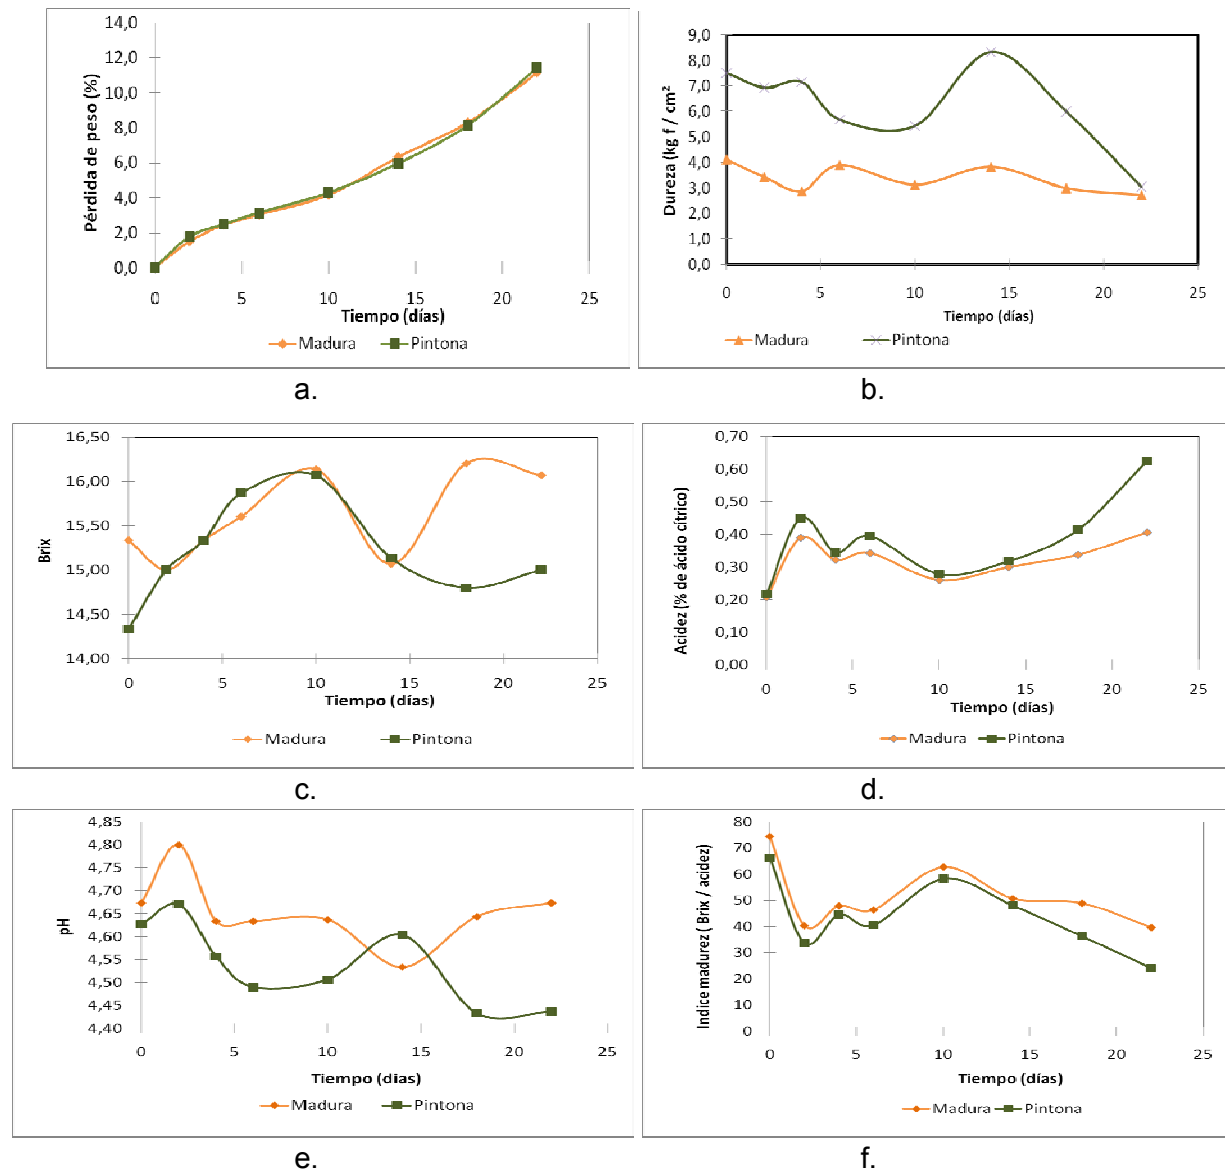 Pérdida de peso (%)
14,0
12,0
10,0
8,0
6,0
4,0
2,0
0,0
0 5 10 15 20 25
Tiempo (días)
Madura Pintona
a.
Dureza (kg f / cm²
9,0
8,0
7,0
6,0
5,0
4,0
3,0
2,0
1,0
0,0
0 5 10 15 20 25
Tiempo (días)
Madura Pintona
b.
Brix
16,50
16,00
15,50
15,00
14,50
14,00
0 5 10 15 20 25
Tiempo (días)
Madura Pintona
c.
Acidez (% de ácido cítrico)
0,70
0,60
0,50
0,40
0,30
0,20
0,10
0,00
0 5 10 15 20 25
Tiempo (días)
Madura Pintona
d.
pH
4,85
4,80
4,75
4,70
4,65
4,60
4,55
4,50
4,45
4,40
0 5 10 15 20 25
Tiempo (días)
Madura Pintona
e.
Indice madurez ( Brix / acidez)
80
70
60
50
40
30
20
10
0
0 5 10 15 20 25
Tiempo (días)
Madura Pintona
f.